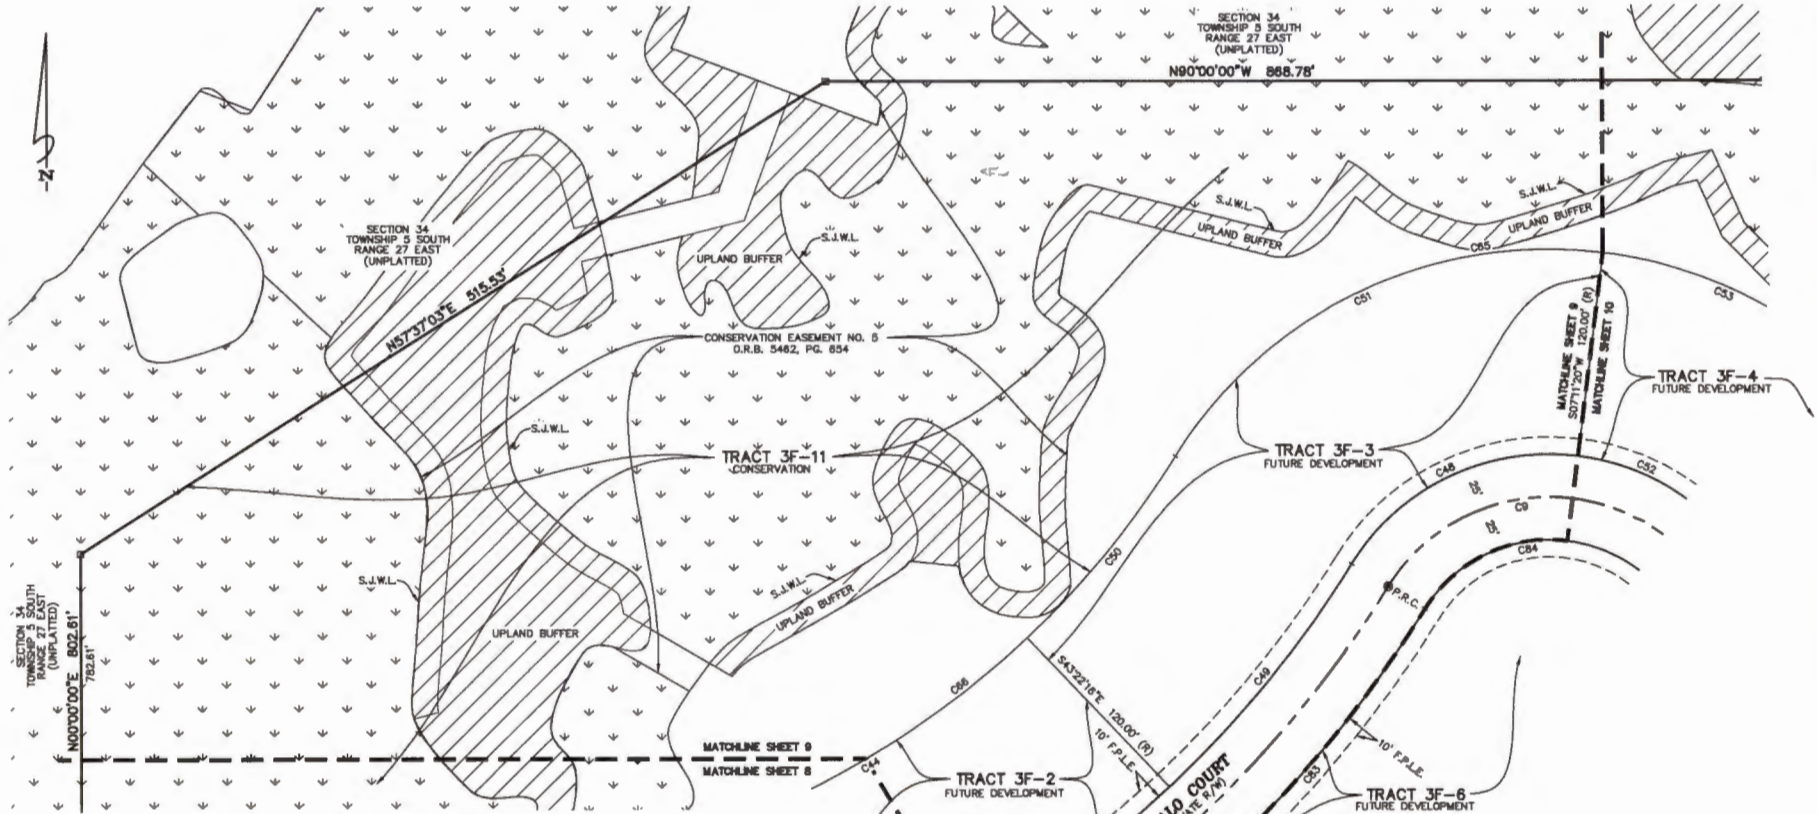 SECTION 34
TOWNSHIP 5 SOUTH
RANGE 27 EAST
(UNPLATTED)
N90°00'00"W 868.78'
N
S.J.W.L.
UPLAND BUFFER
S.J.W.L.
UPLAND BUFFER
SECTION 34
TOWNSHIP 5 SOUTH
RANGE 27 EAST
(UNPLATTED)
S.J.W.L.
UPLAND BUFFER
C65
N57°37'03"E 515.53'
C51
C53
CONSERVATION EASEMENT NO. 5
O.R.B. 5462, PG. 654
MATCHLINE SHEET 9
S07°11'20"W 120.00' (R)
MATCHLINE SHEET 10
TRACT 3F-4
FUTURE DEVELOPMENT
S.J.W.L.
TRACT 3F-11
CONSERVATION
TRACT 3F-3
FUTURE DEVELOPMENT
C48
C52
25'
C9
25'
C84
C50
S.J.W.L.
S.J.W.L.
UPLAND BUFFER
P.R.C.
SECTION 34
TOWNSHIP 5 SOUTH
RANGE 27 EAST
(UNPLATTED)
N00°00'00"E 802.61'
782.61'
UPLAND BUFFER
C66
S43°22'16"E 120.00' (R)
C49
10' F.P.L.E.
10' F.P.L.E.
MATCHLINE SHEET 9
MATCHLINE SHEET 8
C44
TRACT 3F-2
FUTURE DEVELOPMENT
LO COURT
ATE R/W)
C83
TRACT 3F-6
FUTURE DEVELOPMENT